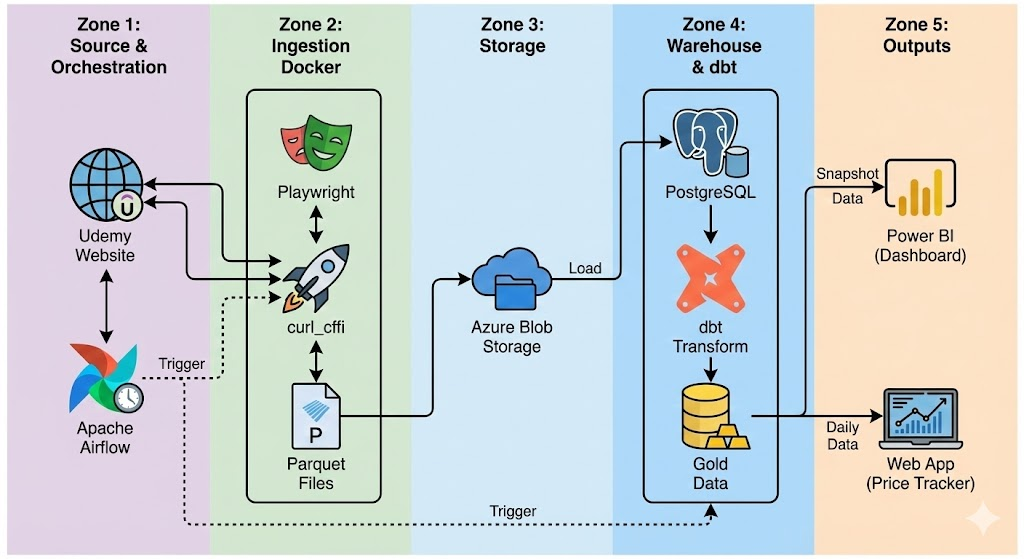 Zone 1:
Source &
Orchestration
Zone 2:
Ingestion
Docker
Zone 3:
Storage
Zone 4:
Warehouse
& dbt
Zone 5:
Outputs
Playwright
U
Udemy
Website
curl_cffi
Trigger
Apache
Airflow
P
Parquet
Files
Azure Blob
Storage
Load
PostgreSQL
dbt
Transform
Gold
Data
Snapshot
Data
Power BI
(Dashboard)
Daily
Data
Web App
(Price Tracker)
Trigger